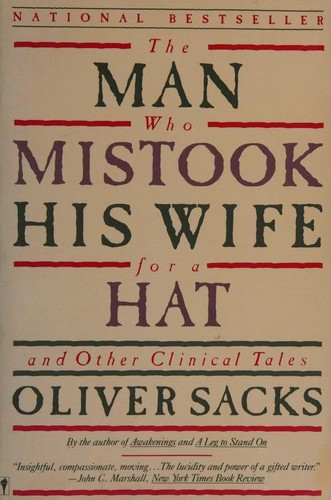 NATIONAL BESTSELLER
The
MAN
Who
MISTOOK
HIS WIFE
for a
HAT
and Other Clinical Tales
OLIVER SACKS
By the author of Awakenings and A Leg to Stand On
"Insightful, compassionate, moving... The lucidity and power of a gifted writer."
—John C. Marshall, New York Times Book Review